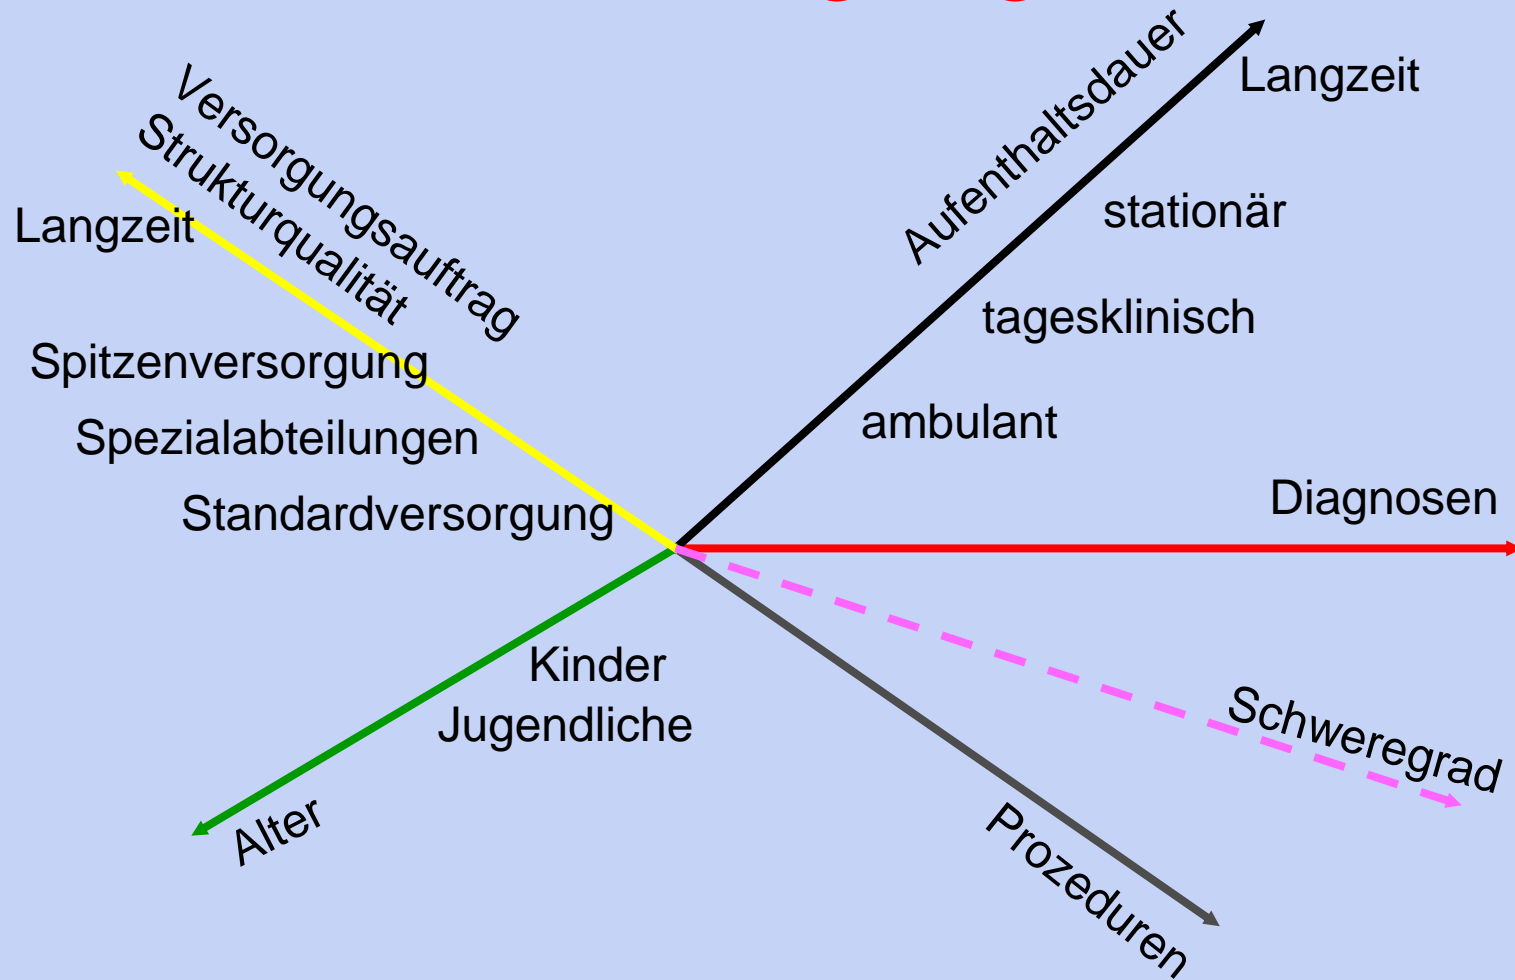 Aufenthaltsdauer
Langzeit
stationär
tagesklinisch
ambulant
Versorgungsauftrag
Strukturqualität
Langzeit
Spitzenversorgung
Spezialabteilungen
Standardversorgung
Diagnosen
Schweregrad
Prozeduren
Kinder
Jugendliche
Alter